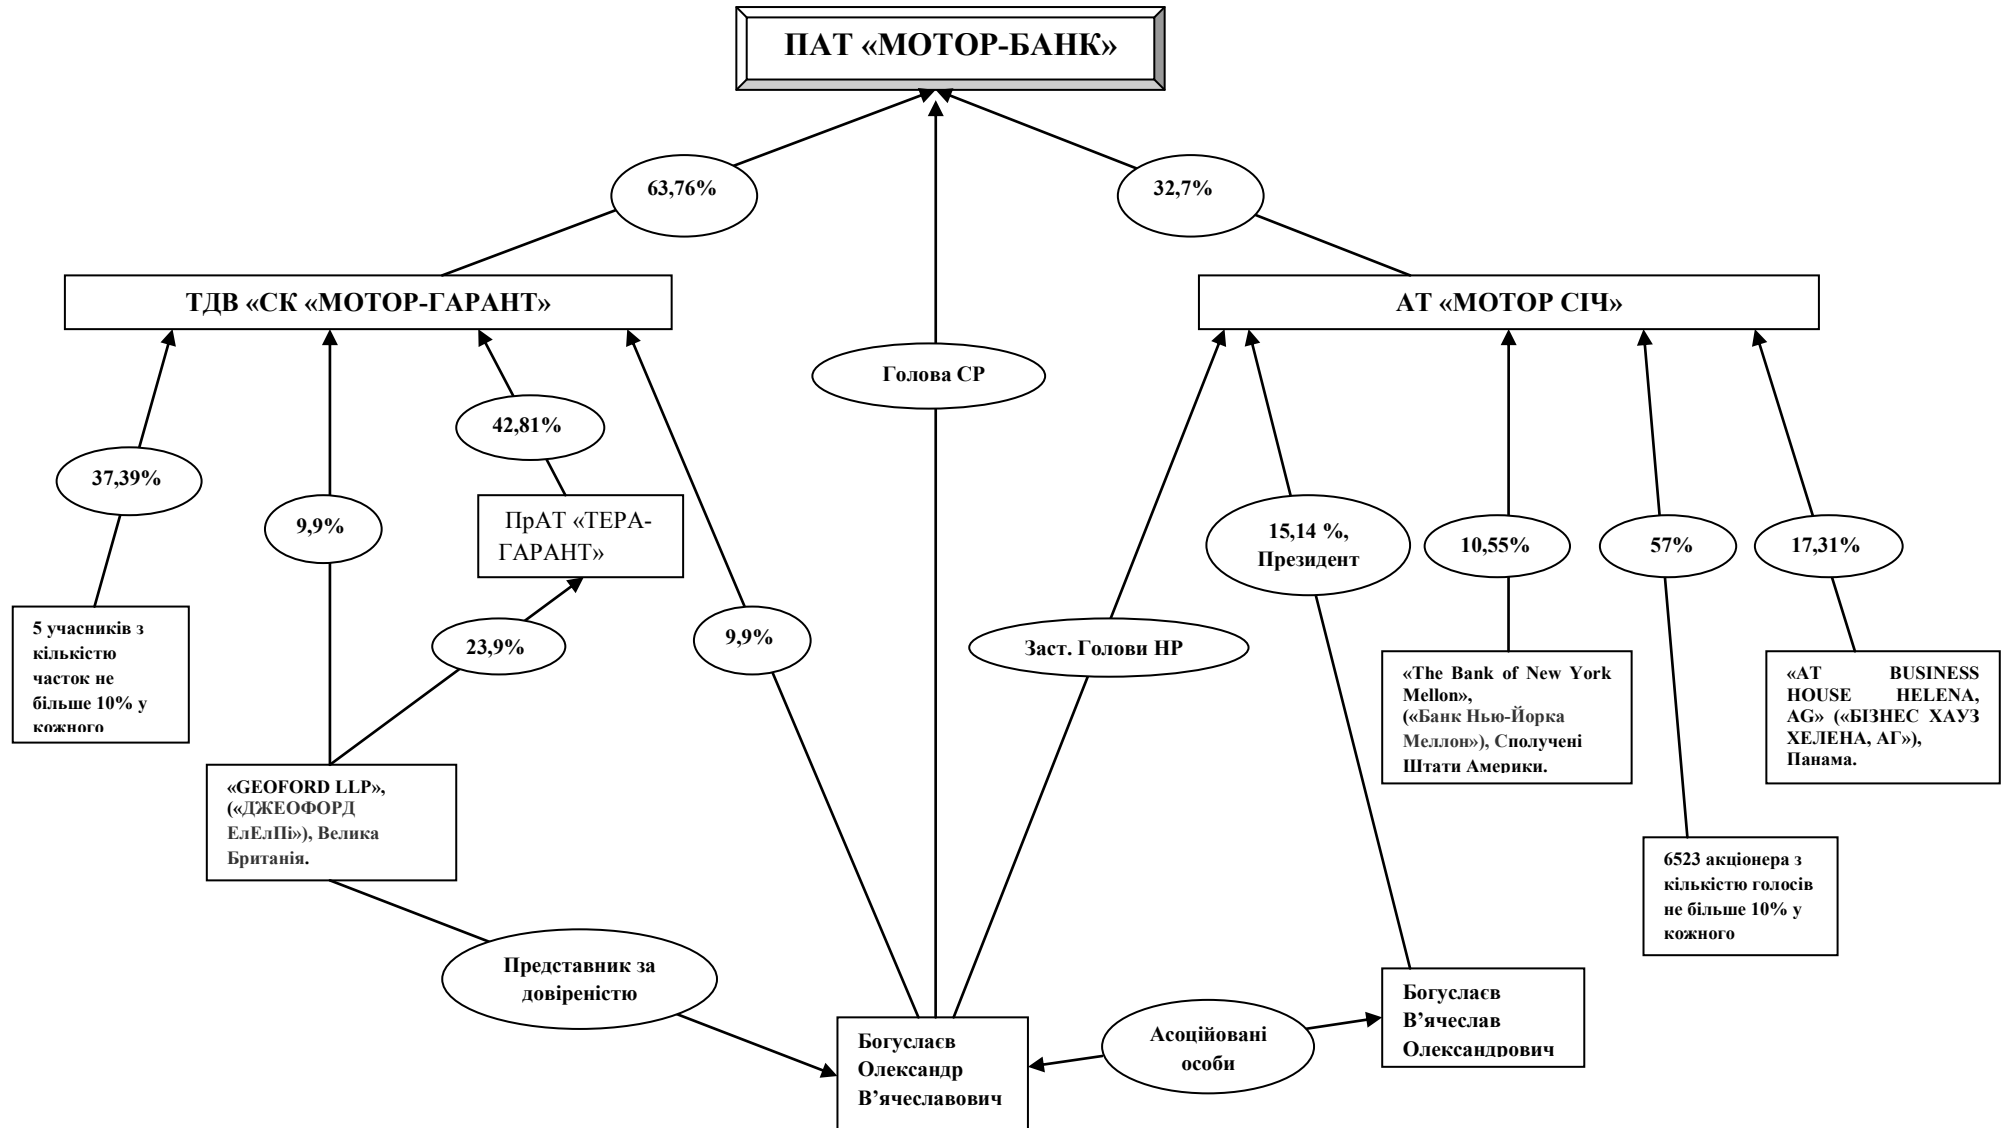 ПАТ «МОТОР-БАНК»
63,76%
32,7%
ТДВ «СК «МОТОР-ГАРАНТ»
АТ «МОТОР СІЧ»
Голова СР
42,81%
37,39%
9,9%
ПрАТ «ТЕРА-
ГАРАНТ»
15,14 %,
Президент
10,55%
57%
17,31%
5 учасників з
кількістю
часток не
більше 10% у
кожного
23,9%
9,9%
Заст. Голови НР
«The Bank of New York
Mellon»,
(«Банк Нью-Йорка
Меллон»), Сполучені
Штати Америки.
«АТ BUSINESS
HOUSE HELENA,
AG» («БІЗНЕС ХАУЗ
ХЕЛЕНА, АГ»),
Панама.
«GEOFORD LLP»,
(«ДЖЕОФОРД
ЕлЕлПі»), Велика
Британія.
6523 акціонера з
кількістю голосів
не більше 10% у
кожного
Представник за
довіреністю
Богуслаєв
В’ячеслав
Олександрович
Асоційовані
особи
Богуслаєв
Олександр
В’ячеславович